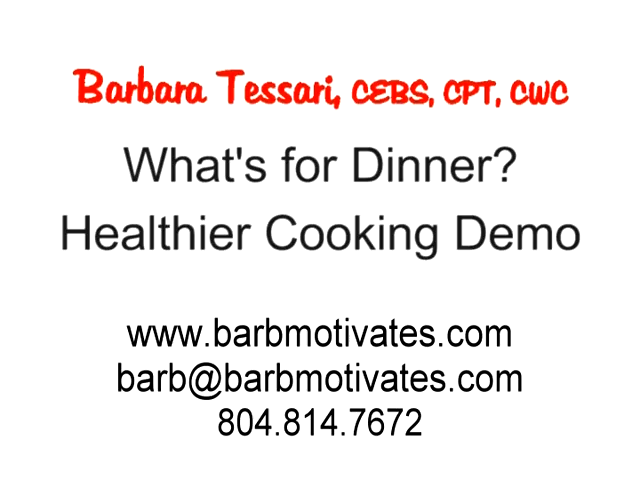 Barbara Tessari, CEBS, CPT, CWC
What's for Dinner?
Healthier Cooking Demo
www.barbmotivates.com
barb@barbmotivates.com
804.814.7672